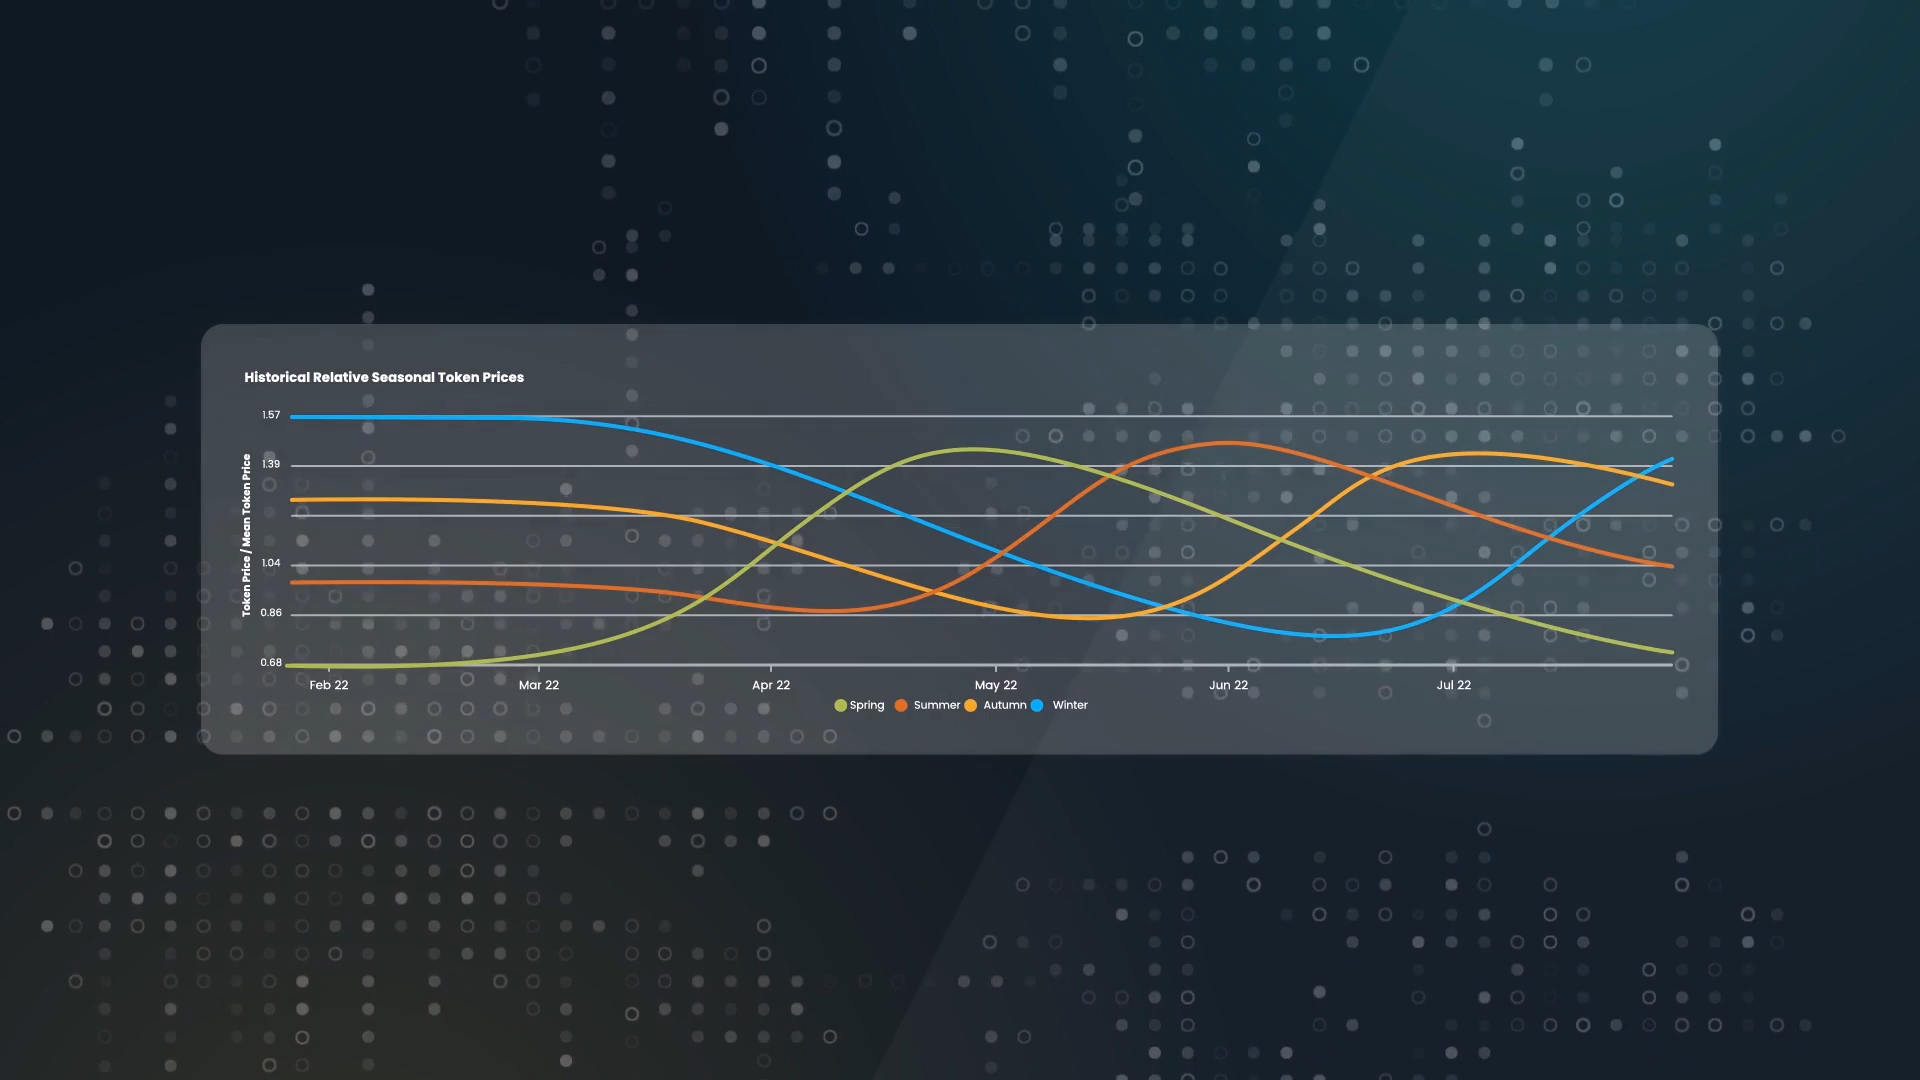 Historical Relative Seasonal Token Prices
Token Price / Mean Token Price
1.57
1.39
1.04
0.86
0.68
Feb 22 Mar 22 Apr 22 May 22 Jun 22 Jul 22
Spring Summer Autumn Winter